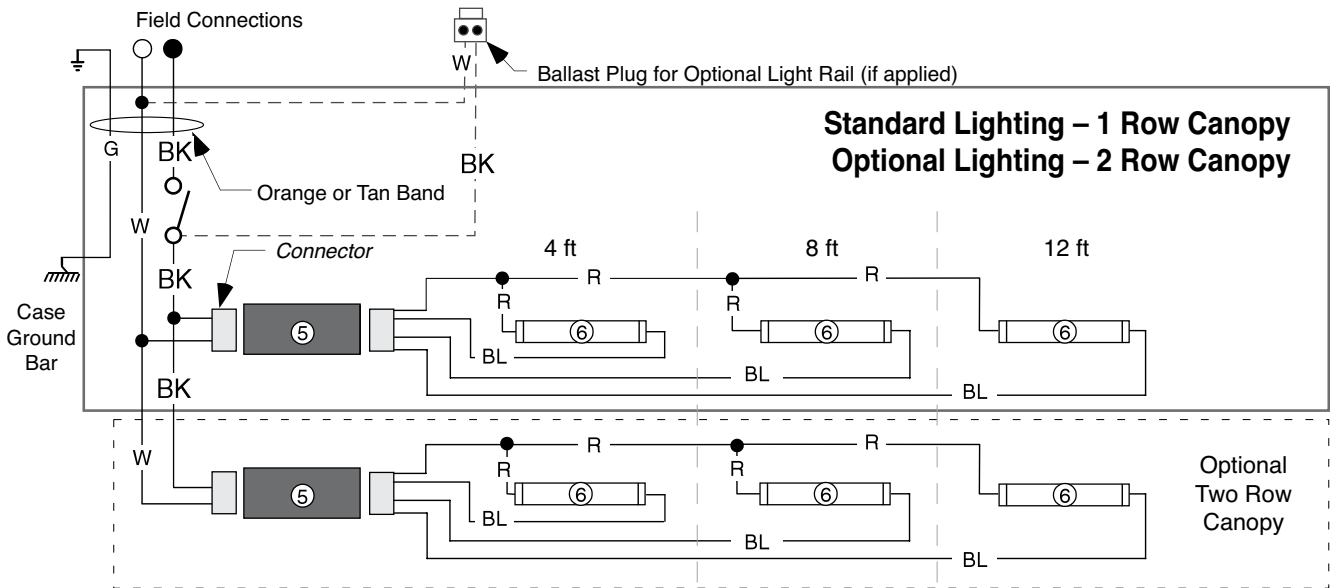 Field Connections
W
Ballast Plug for Optional Light Rail (if applied)
Standard Lighting – 1 Row Canopy
Optional Lighting – 2 Row Canopy
G
BK
BK
Orange or Tan Band
W
Connector
4 ft
8 ft
12 ft
BK
R
R
R
R
Case
Ground
Bar
5
6
6
6
BL
BL
BL
BK
W
R
R
R
R
Optional
Two Row
Canopy
5
6
6
6
BL
BL
BL